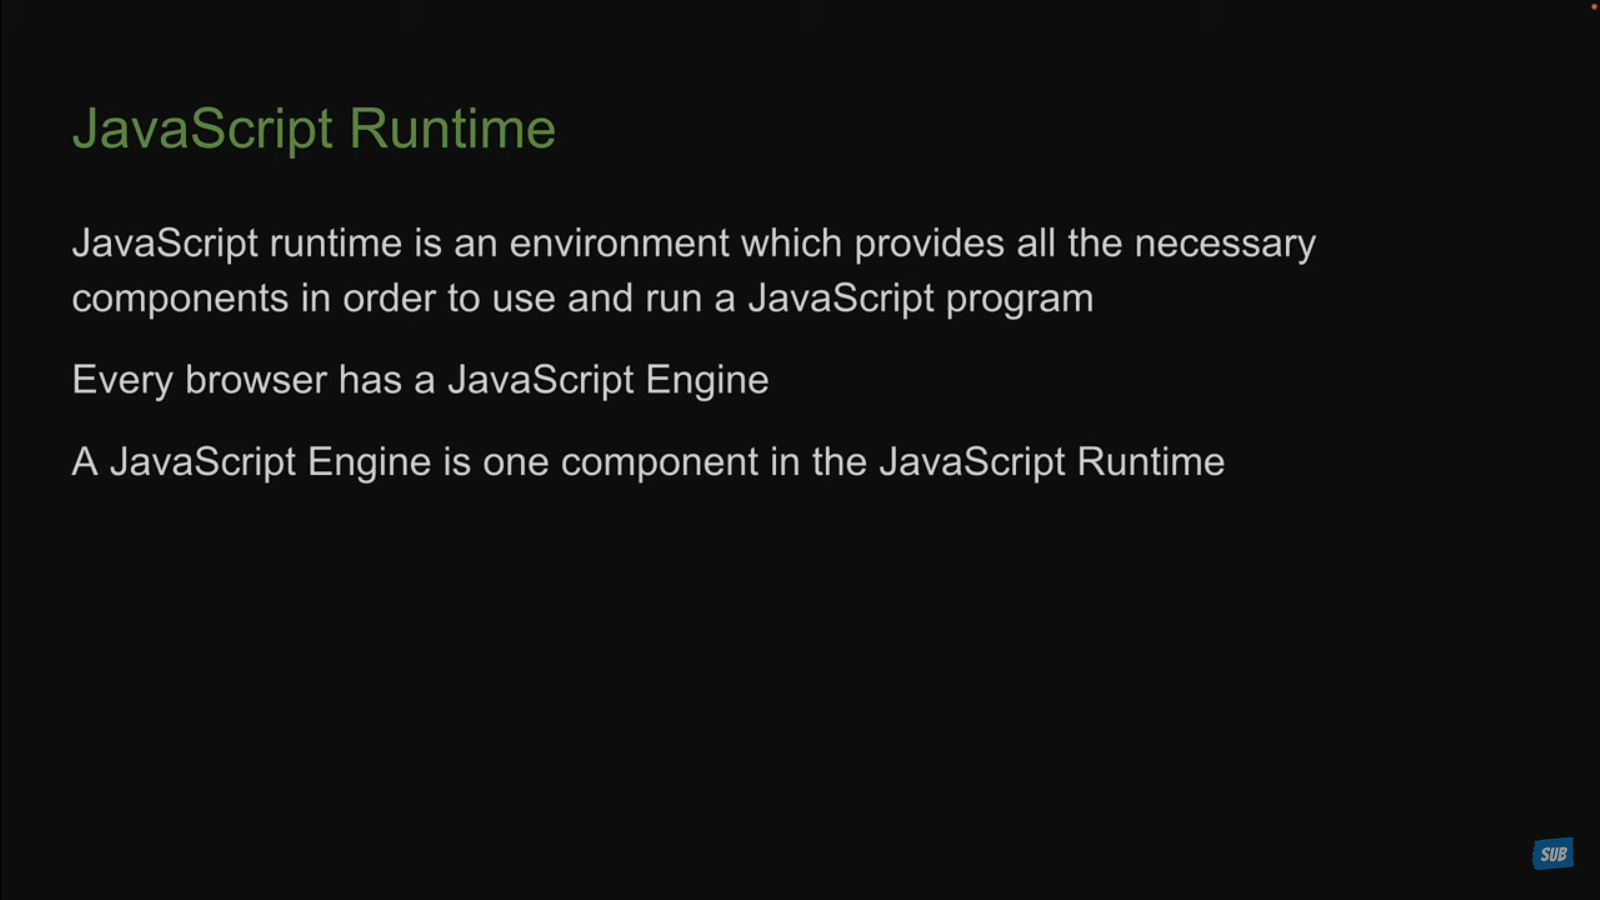 JavaScript Runtime
JavaScript runtime is an environment which provides all the necessary
components in order to use and run a JavaScript program
Every browser has a JavaScript Engine
A JavaScript Engine is one component in the JavaScript Runtime
SUB